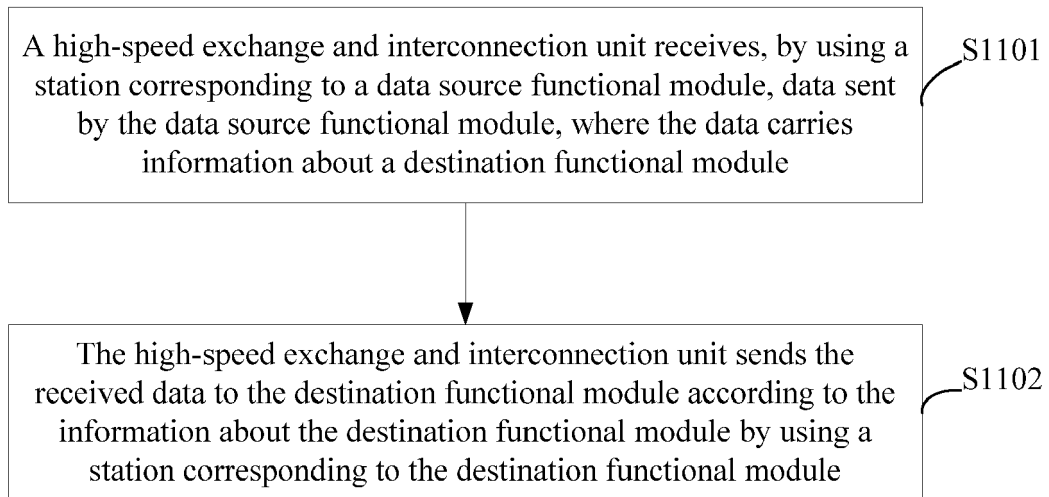 A high-speed exchange and interconnection unit receives, by using a
station corresponding to a data source functional module, data sent
by the data source functional module, where the data carries
information about a destination functional module
S1101
The high-speed exchange and interconnection unit sends the
received data to the destination functional module according to the
information about the destination functional module by using a
station corresponding to the destination functional module
S1102